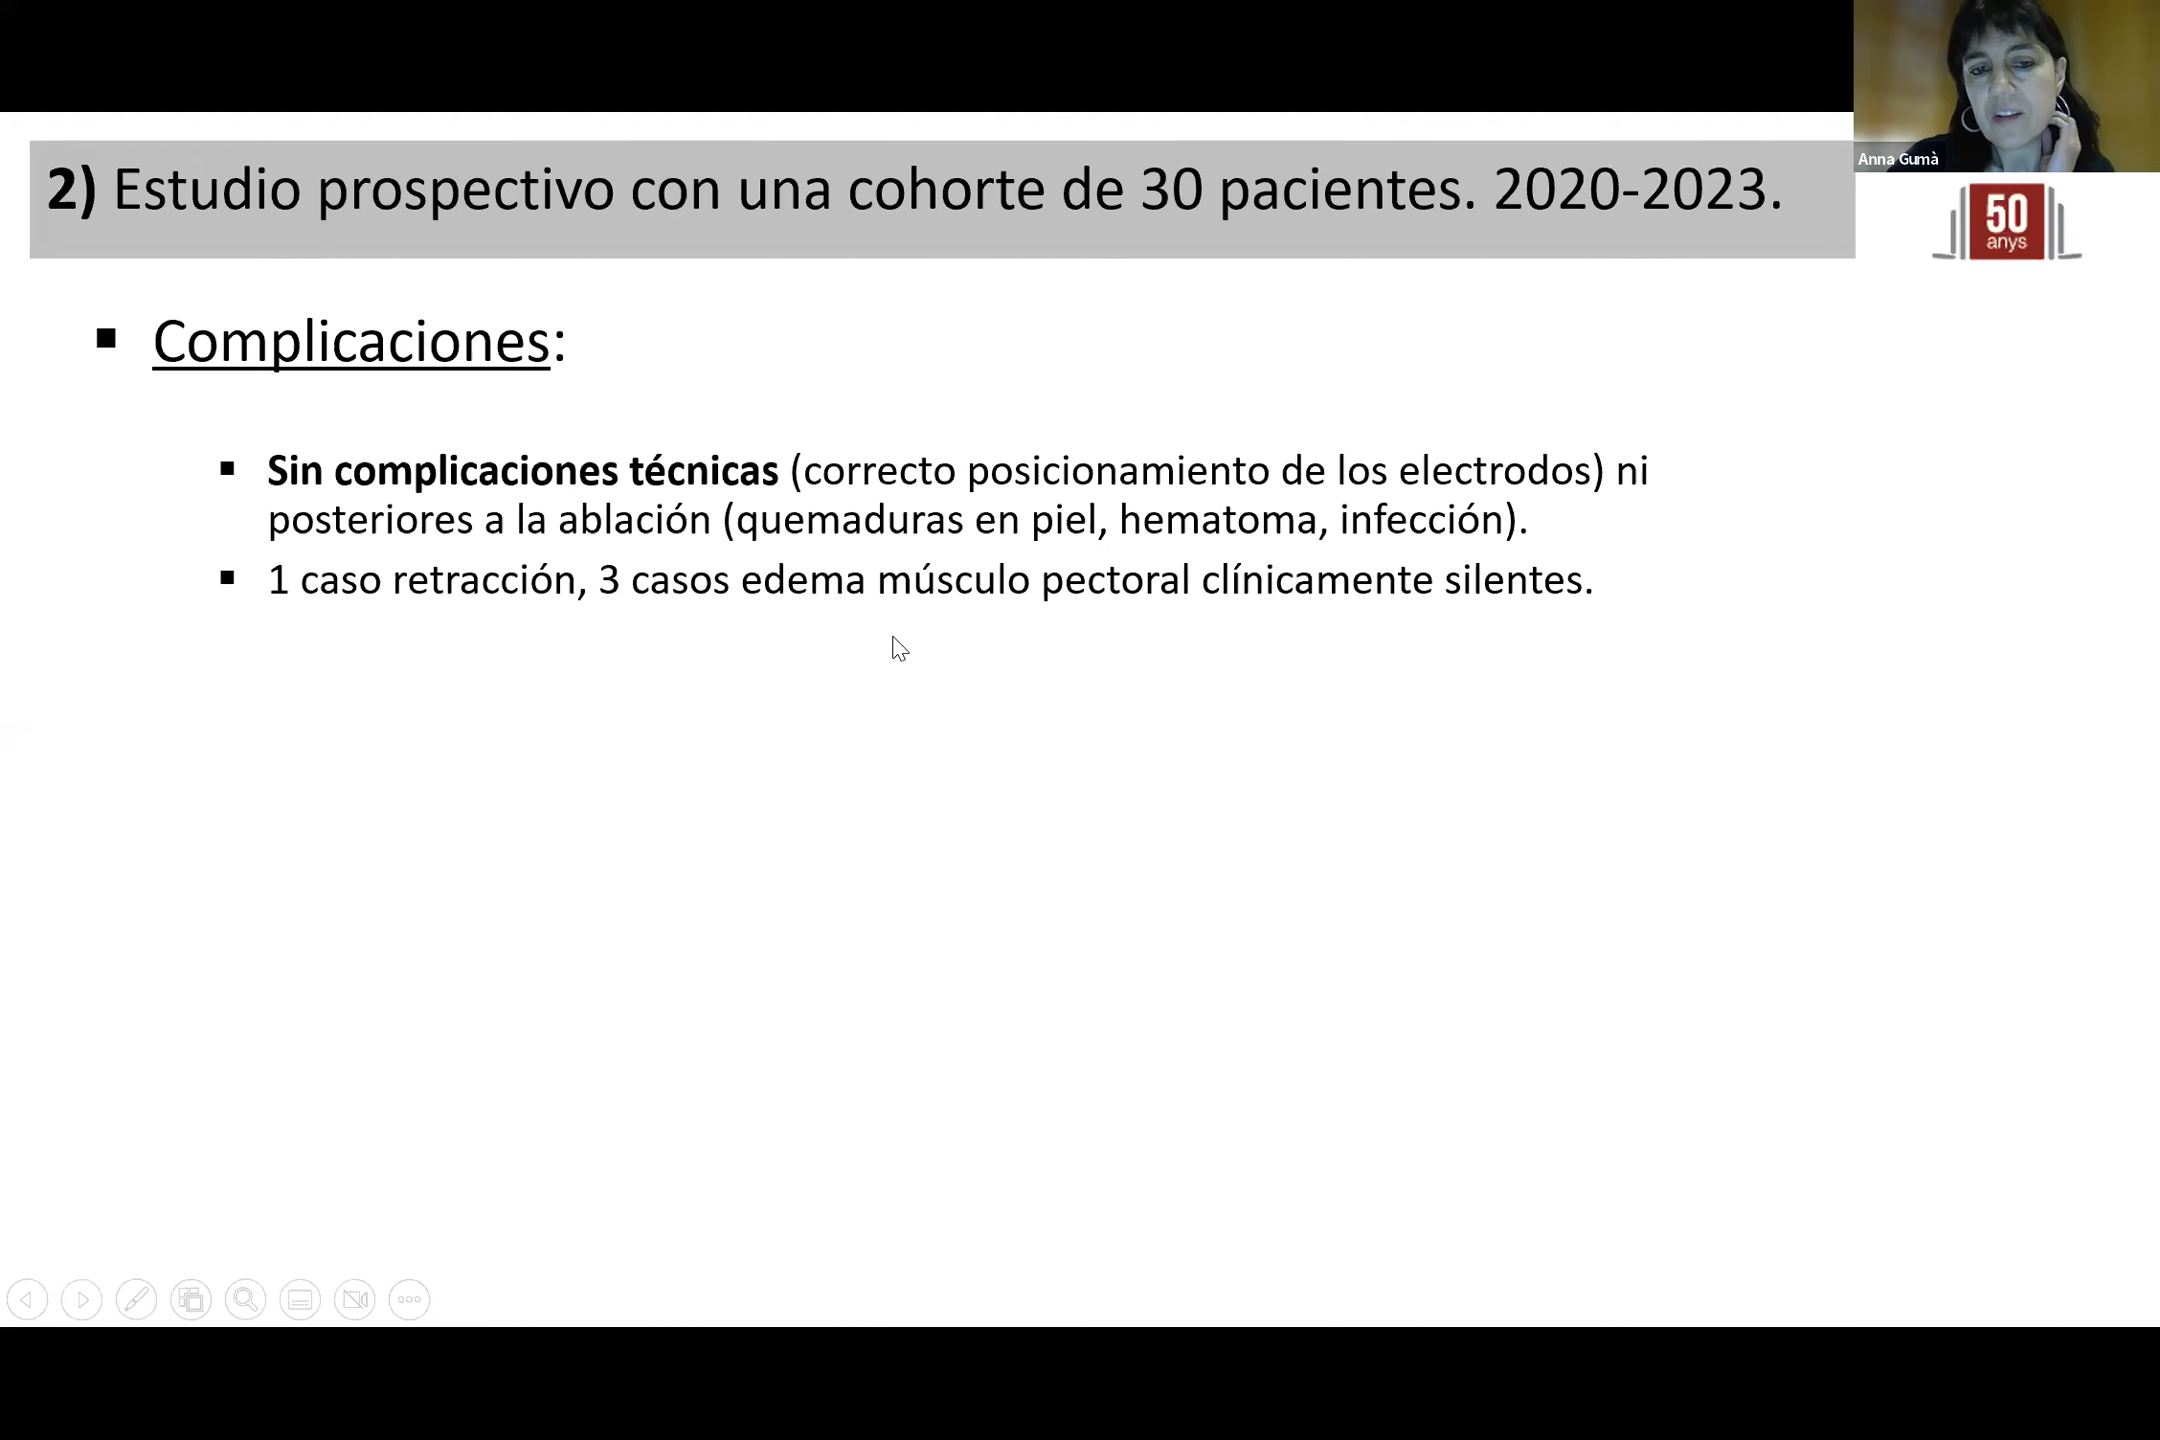 Anna Gumà
2) Estudio prospectivo con una cohorte de 30 pacientes. 2020-2023.
50
anys
▪ Complicaciones:
▪ Sin complicaciones técnicas (correcto posicionamiento de los electrodos) ni
posteriores a la ablación (quemaduras en piel, hematoma, infección).
▪ 1 caso retracción, 3 casos edema músculo pectoral clínicamente silentes.